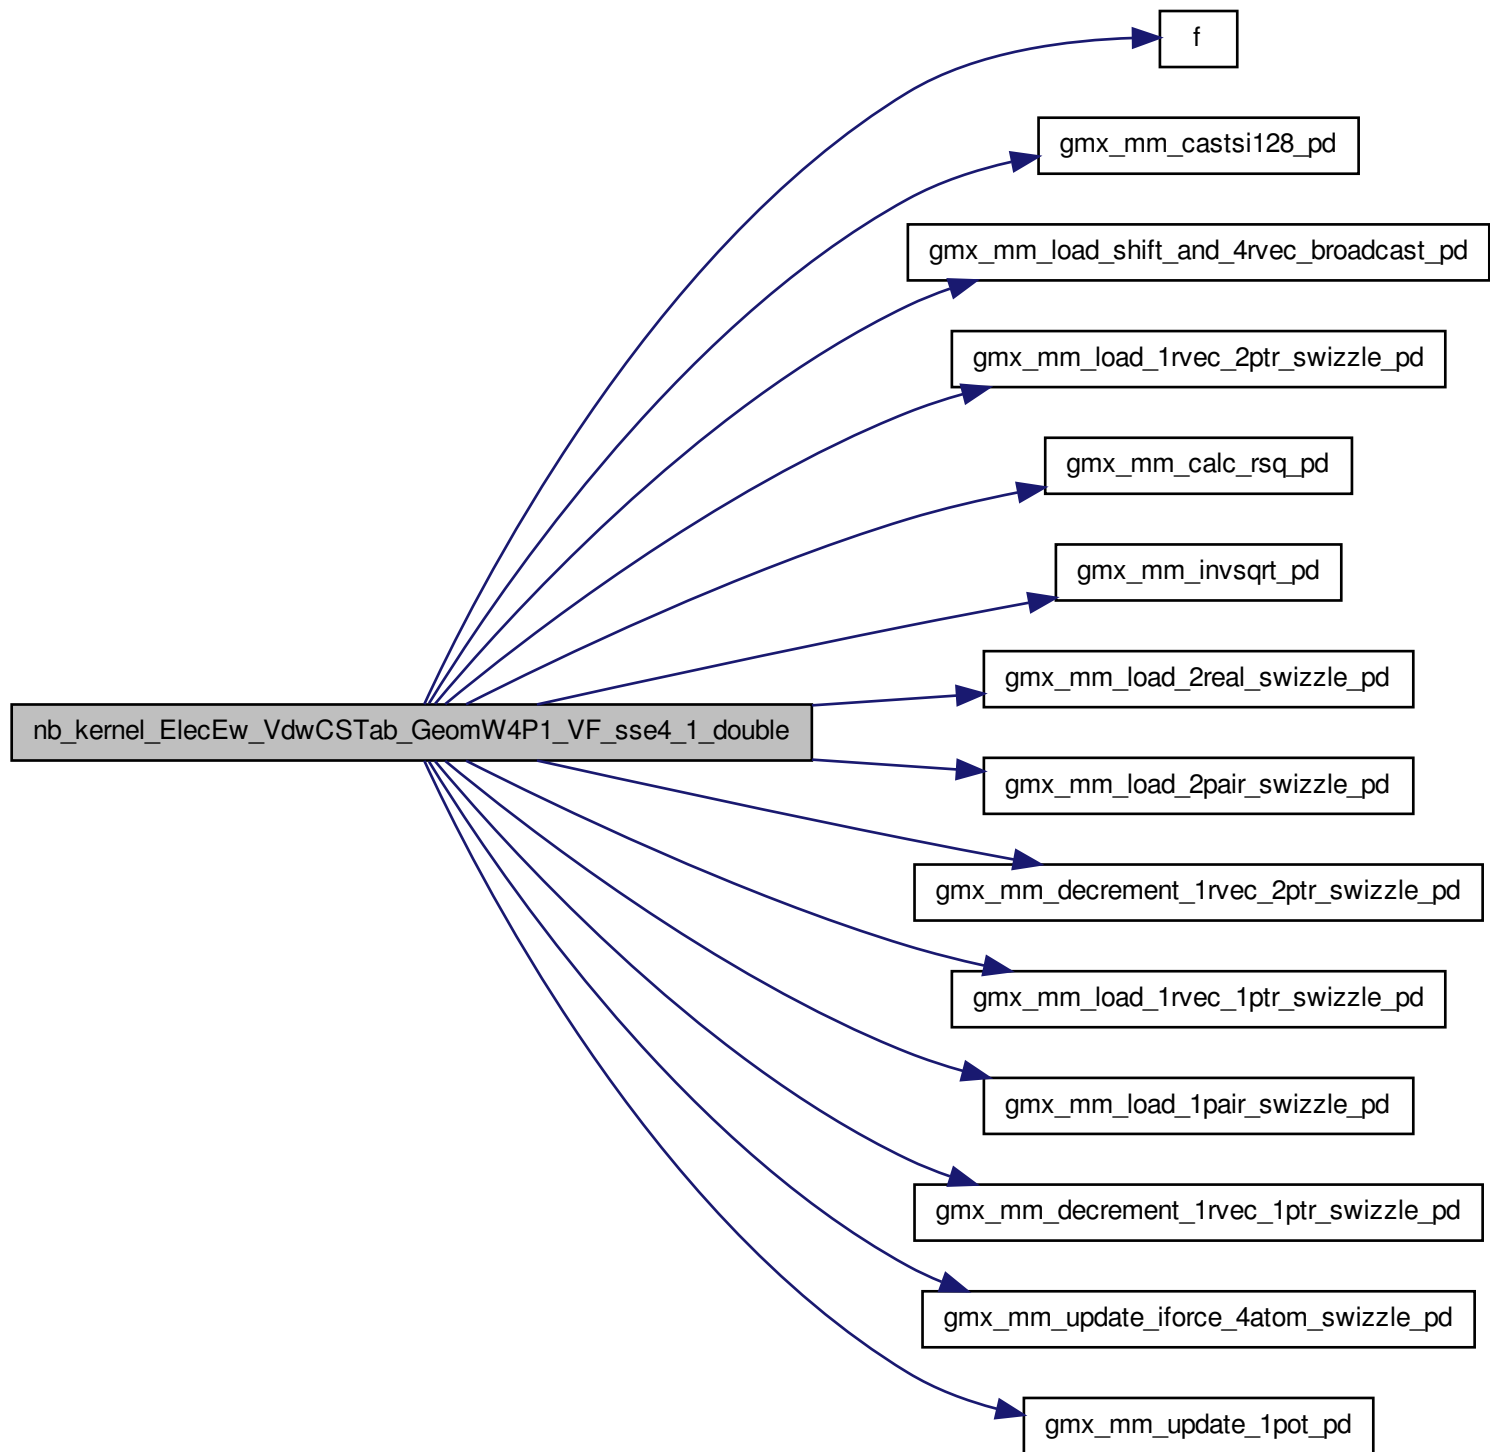 f
gmx_mm_castsi128_pd
gmx_mm_load_shift_and_4rvec_broadcast_pd
gmx_mm_load_1rvec_2ptr_swizzle_pd
gmx_mm_calc_rsq_pd
gmx_mm_invsqrt_pd
gmx_mm_load_2real_swizzle_pd
nb_kernel_ElecEw_VdwCSTab_GeomW4P1_VF_sse4_1_double
gmx_mm_load_2pair_swizzle_pd
gmx_mm_decrement_1rvec_2ptr_swizzle_pd
gmx_mm_load_1rvec_1ptr_swizzle_pd
gmx_mm_load_1pair_swizzle_pd
gmx_mm_decrement_1rvec_1ptr_swizzle_pd
gmx_mm_update_iforce_4atom_swizzle_pd
gmx_mm_update_1pot_pd